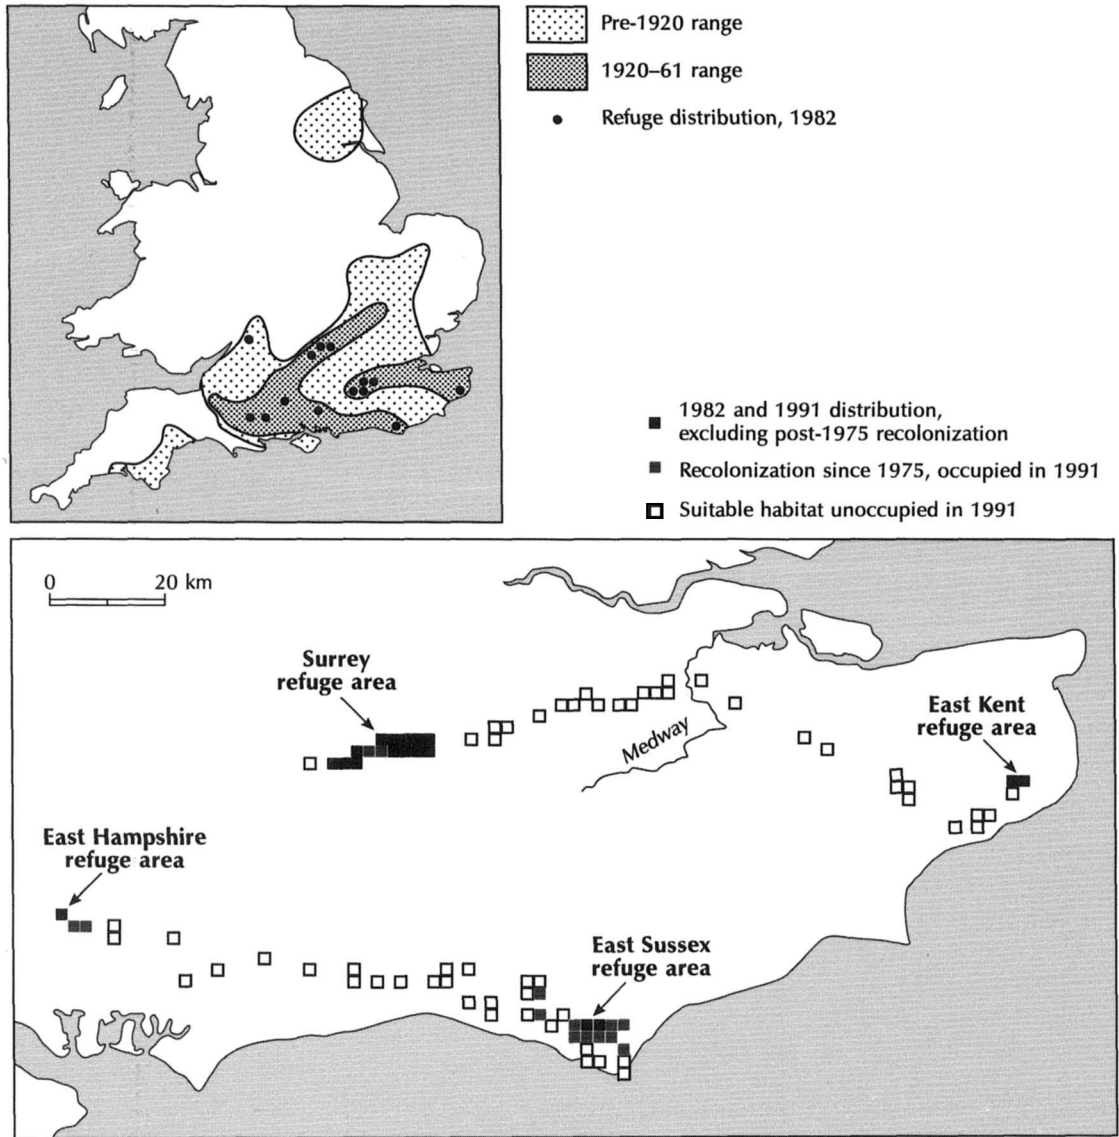 Pre-1920 range
1920–61 range
Refuge distribution, 1982
1982 and 1991 distribution,
excluding post-1975 recolonization
Recolonization since 1975, occupied in 1991
Suitable habitat unoccupied in 1991
0 20 km
Surrey
refuge area
Medway
East Kent
refuge area
East Hampshire
refuge area
East Sussex
refuge area